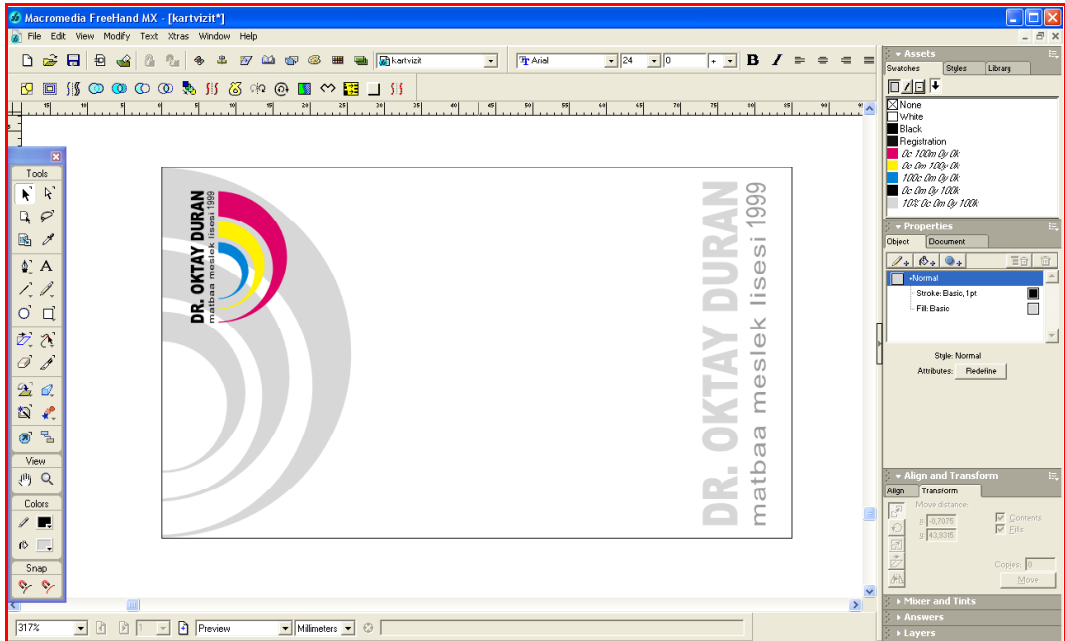 Macromedia FreeHand MX - [kartvizit*]
File Edit View Modify Text Xtras Window Help
kartvizit
Arial
24
0
+
B I
Tools
View
Colors
Snap
DR. OKTAY DURAN
matbaa meslek lisesi 1999
DR. OKTAY DURAN
matbaa meslek lisesi 1999
Assets
Swatches Styles Library
None
White
Black
Registration
0c 100m 0y 0k
0c 0m 100y 0k
100c 0m 0y 0k
0c 0m 0y 100k
10% 0c 0m 0y 100k
Properties
Object Document
Normal
Stroke: Basic, 1pt
Fill: Basic
Style: Normal
Attributes: Redefine
Align and Transform
Align Transform
Move distance:
x: -0,7075
y: 43,9315
Contents
Fills
Copies: 0
Move
Mixer and Tints
Answers
Layers
317% 1 Preview Millimeters